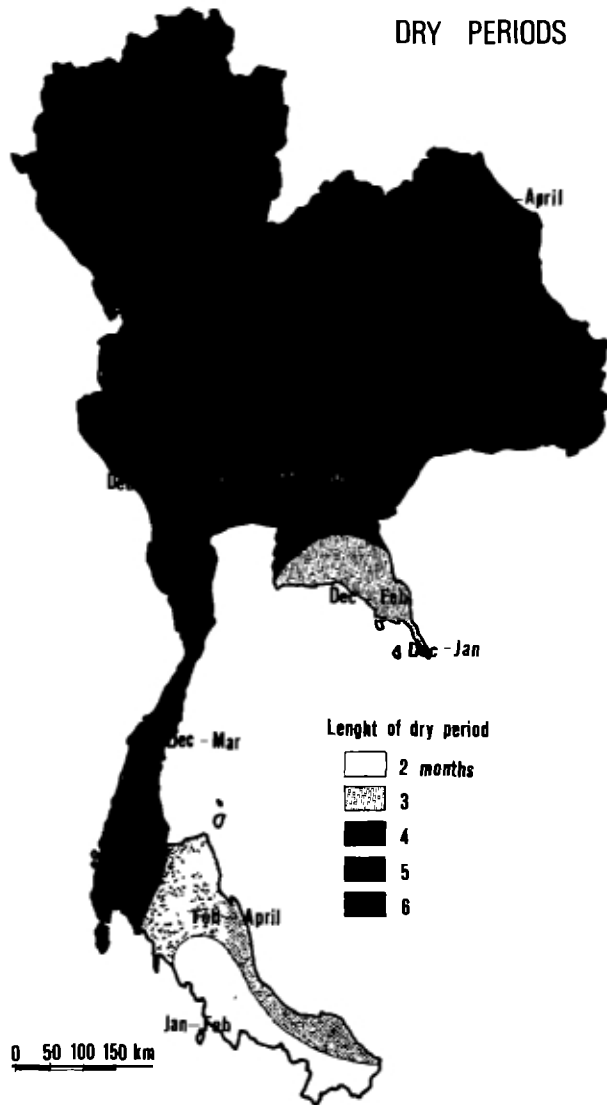 DRY PERIODS
-April
Dec - Feb
Dec - Jan
Dec - Mar
Lenght of dry period
2 months
3
4
5
6
Feb - April
Jan - Feb
0 50 100 150 km